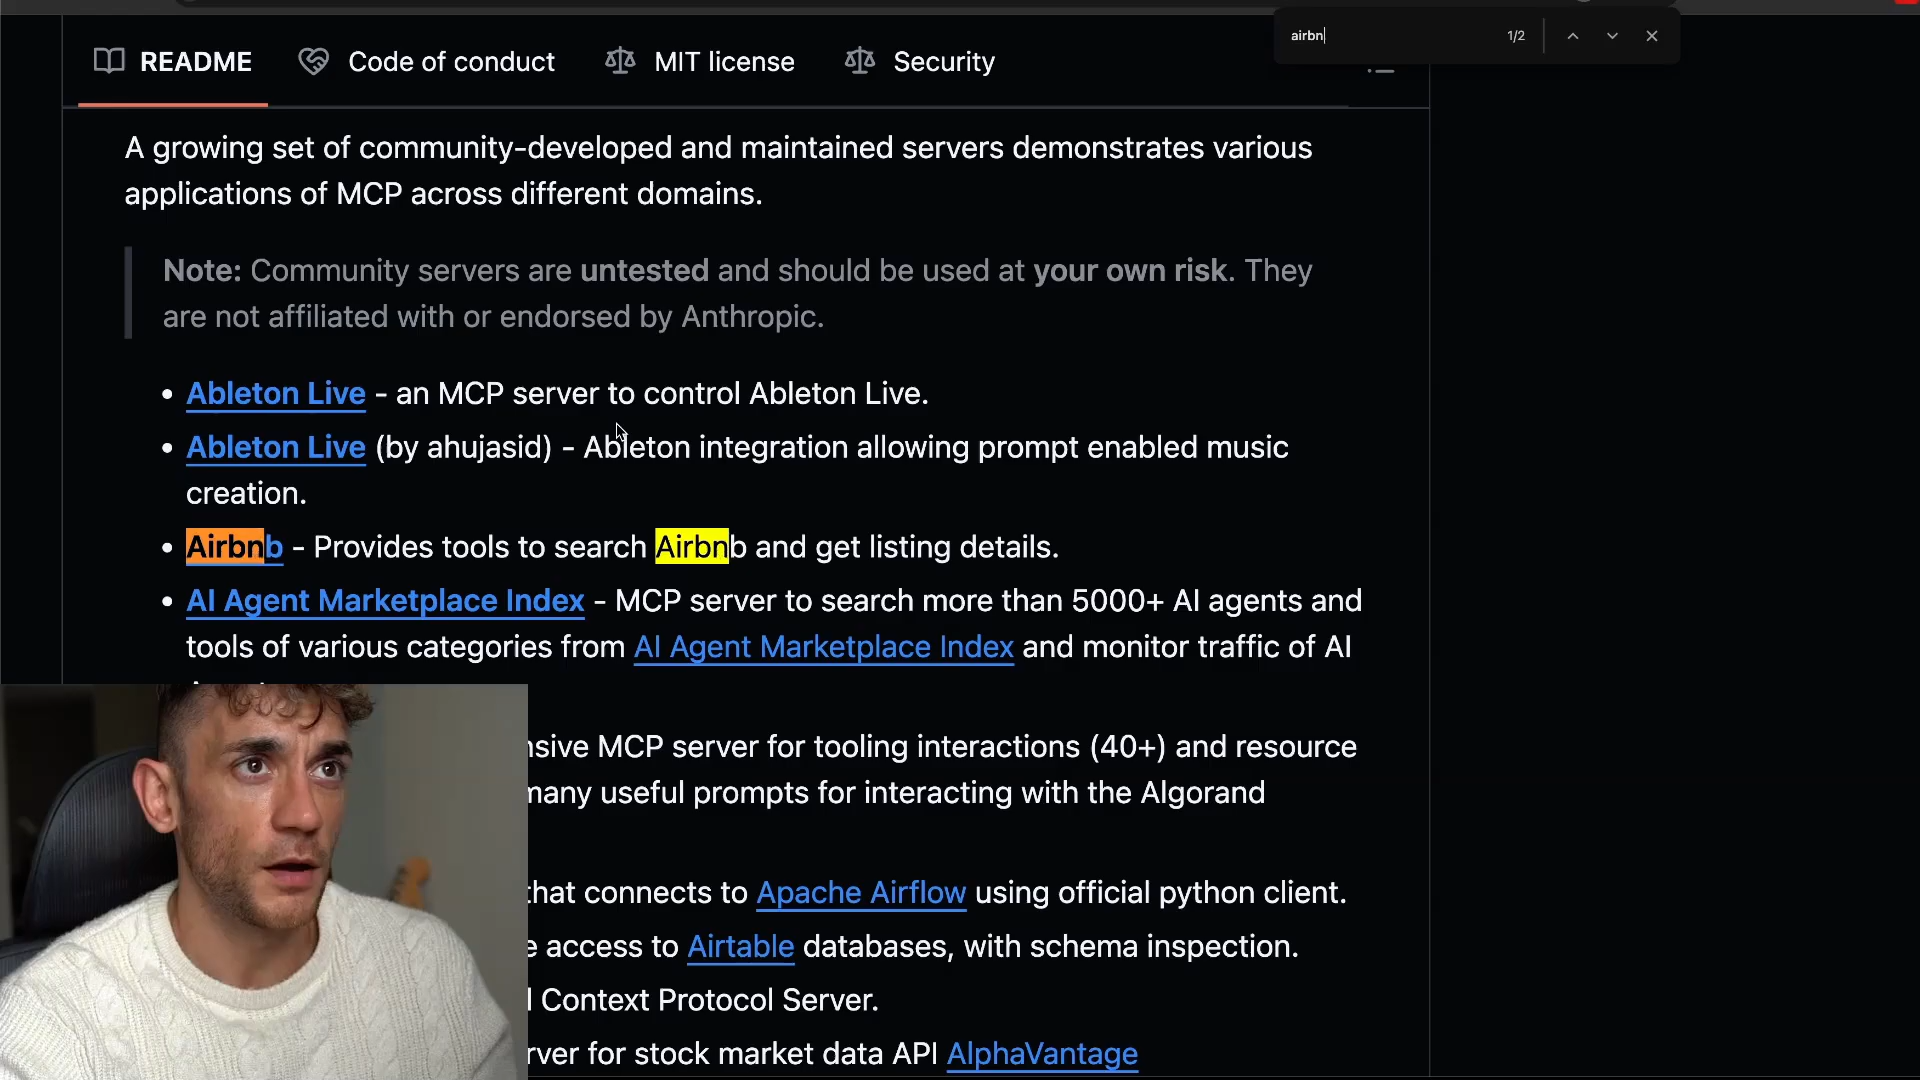 airbn 1/2
README Code of conduct MIT license Security
A growing set of community-developed and maintained servers demonstrates various
applications of MCP across different domains.
Note: Community servers are untested and should be used at your own risk. They
are not affiliated with or endorsed by Anthropic.
• Ableton Live - an MCP server to control Ableton Live.
• Ableton Live (by ahujasid) - Ableton integration allowing prompt enabled music
creation.
• Airbnb - Provides tools to search Airbnb and get listing details.
• AI Agent Marketplace Index - MCP server to search more than 5000+ AI agents and
tools of various categories from AI Agent Marketplace Index and monitor traffic of AI
MCP server for tooling interactions (40+) and resource
many useful prompts for interacting with the Algorand
that connects to Apache Airflow using official python client.
access to Airtable databases, with schema inspection.
Context Protocol Server.
for stock market data API AlphaVantage